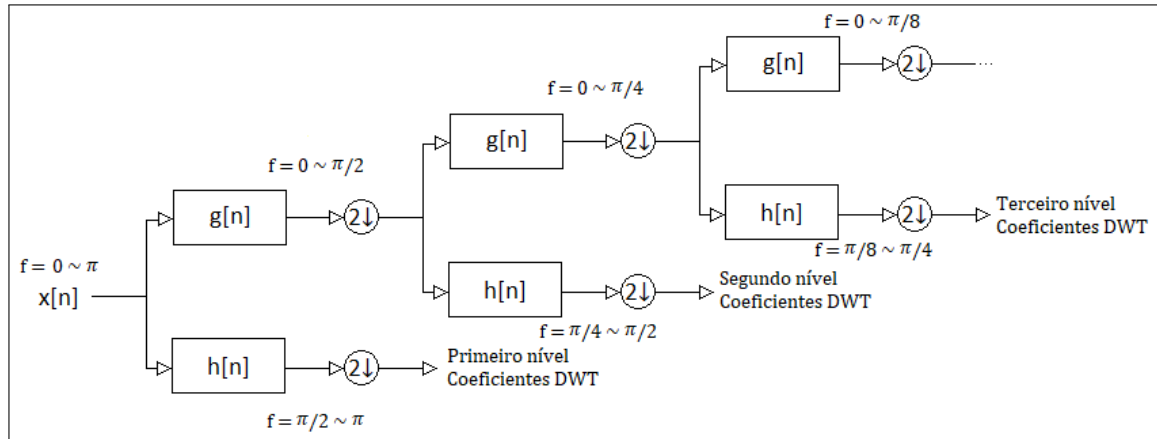 f = 0 ~ π/8
g[n]
2↓
...
f = 0 ~ π/4
g[n]
2↓
f = 0 ~ π/2
g[n]
2↓
h[n]
2↓
Terceiro nível
Coeficientes DWT
f = π/8 ~ π/4
f = 0 ~ π
x[n]
h[n]
2↓
Segundo nível
Coeficientes DWT
f = π/4 ~ π/2
h[n]
2↓
Primeiro nível
Coeficientes DWT
f = π/2 ~ π